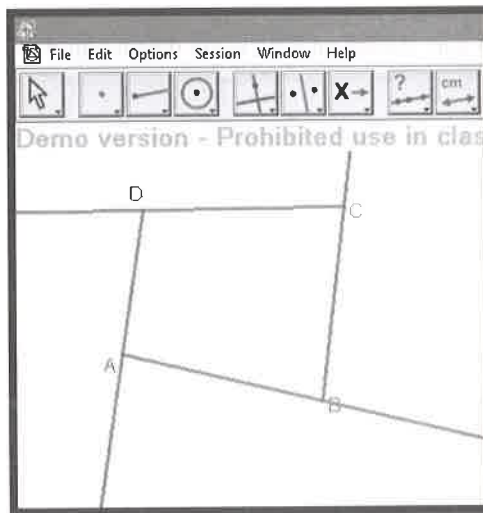 File Edit Options Session Window Help
? cm
X
Demo version - Prohibited use in clas
D
C
A
B